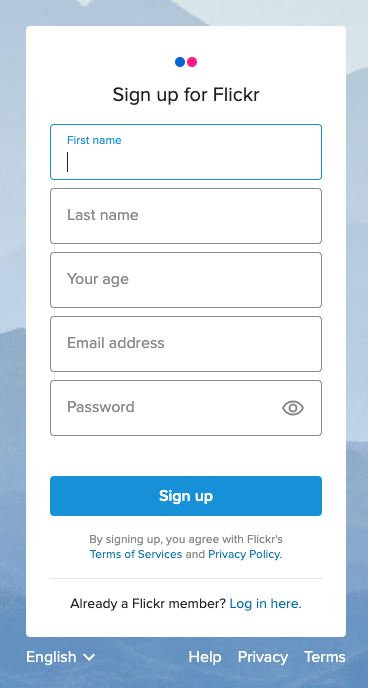 Sign up for Flickr
First name
Last name
Your age
Email address
Password
Sign up
By signing up, you agree with Flickr's
Terms of Services and Privacy Policy.
Already a Flickr member? Log in here.
English Help Privacy Terms